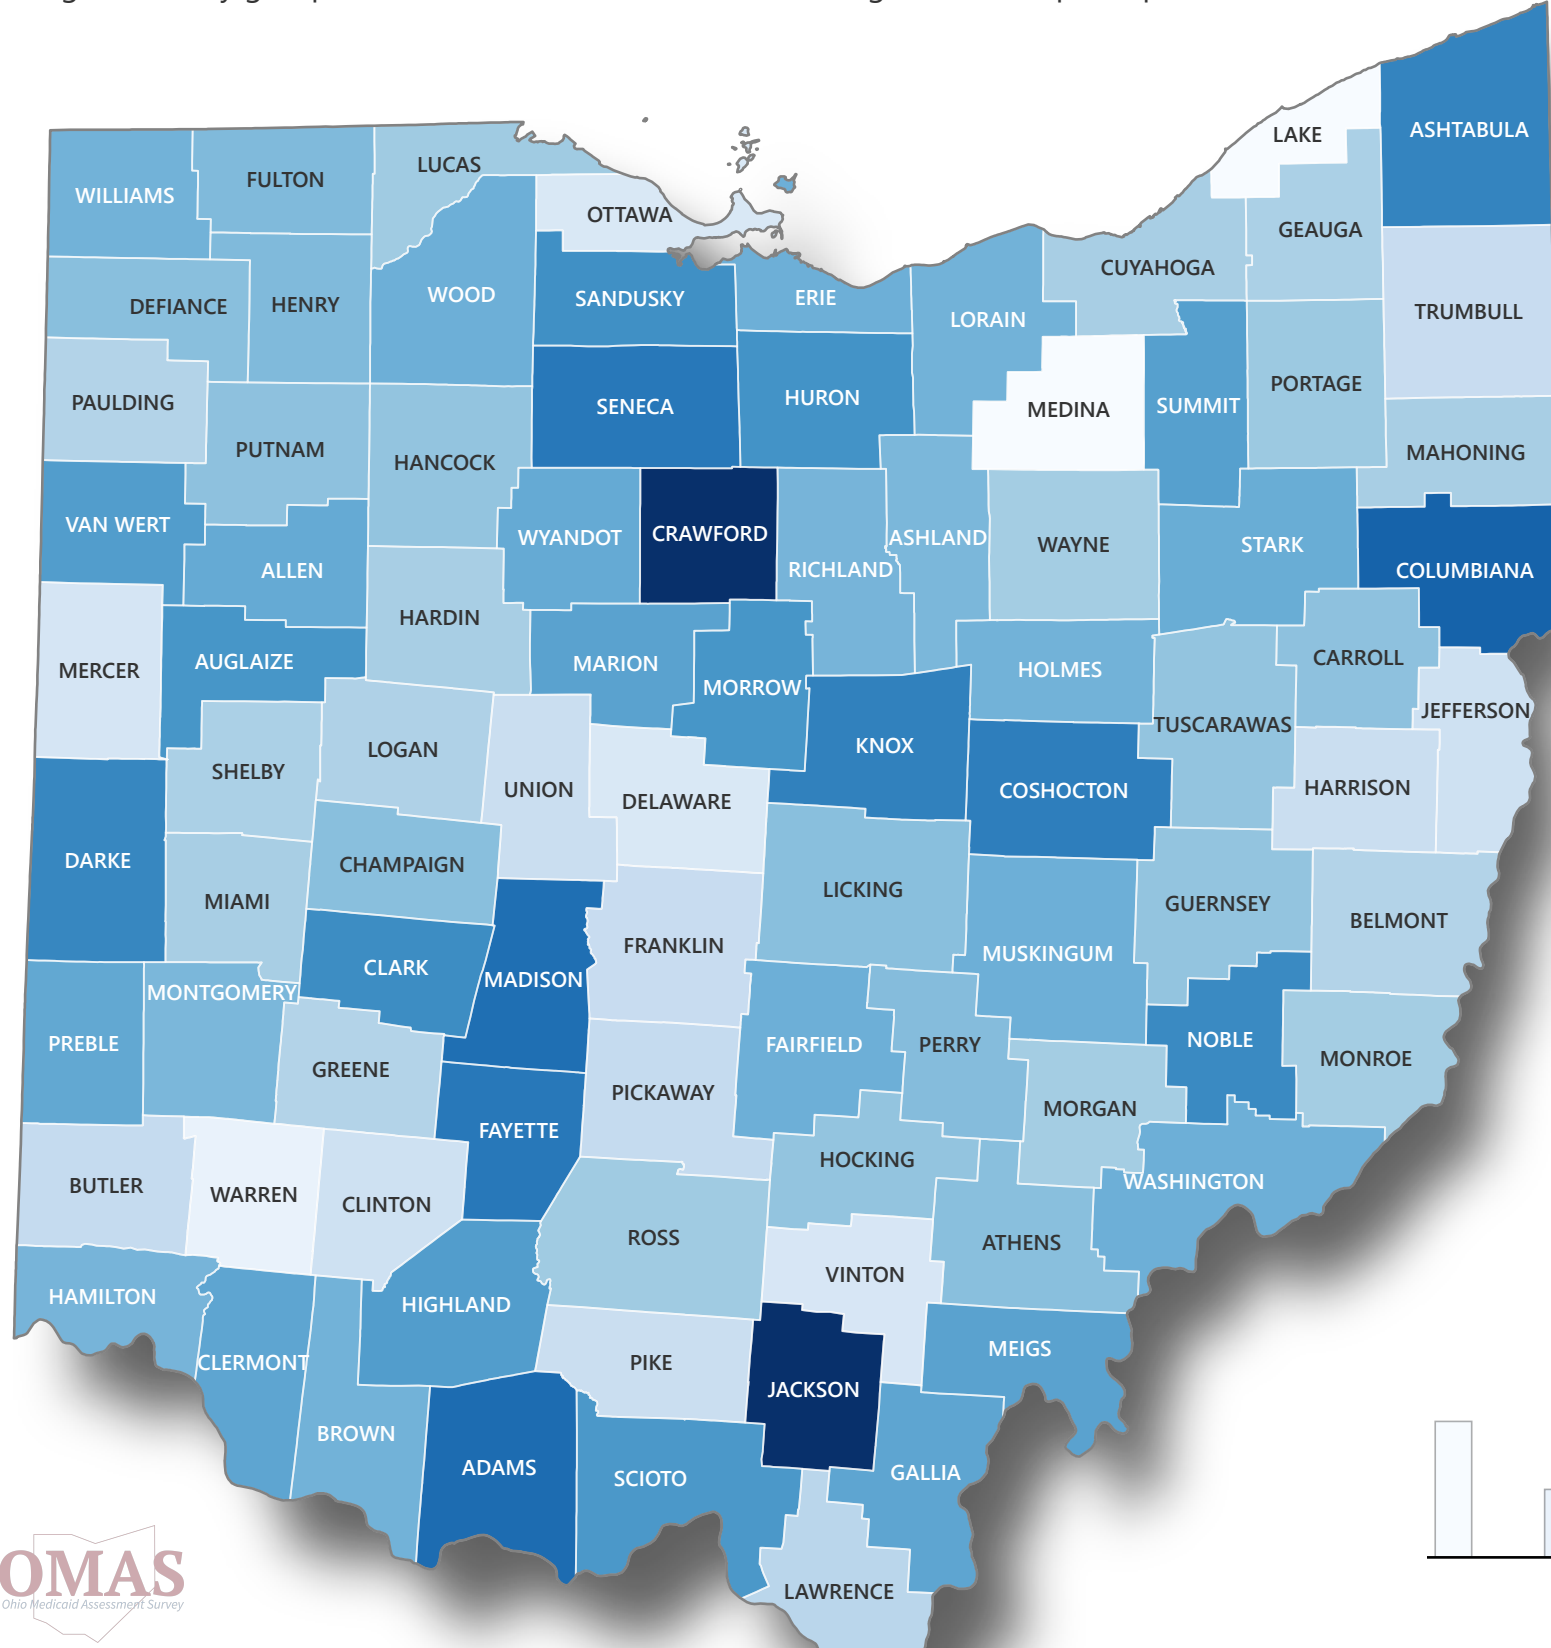 LAKE
ASHTABULA
LUCAS
FULTON
WILLIAMS
OTTAWA
GEAUGA
CUYAHOGA
WOOD
SANDUSKY
ERIE
HENRY
DEFIANCE
LORAIN
TRUMBULL
PORTAGE
HURON
PAULDING
SENECA
SUMMIT
MEDINA
PUTNAM
MAHONING
HANCOCK
VAN WERT
CRAWFORD
WYANDOT
ASHLAND
WAYNE
STARK
ALLEN
RICHLAND
COLUMBIANA
HARDIN
CARROLL
AUGLAIZE
MARION
MERCER
HOLMES
MORROW
JEFFERSON
TUSCARAWAS
KNOX
LOGAN
SHELBY
HARRISON
UNION
COSHOCTON
DELAWARE
DARKE
CHAMPAIGN
LICKING
MIAMI
GUERNSEY
BELMONT
FRANKLIN
MUSKINGUM
CLARK
MADISON
MONTGOMERY
NOBLE
PREBLE
FAIRFIELD
PERRY
MONROE
GREENE
PICKAWAY
MORGAN
FAYETTE
HOCKING
WASHINGTON
BUTLER
WARREN
CLINTON
ROSS
ATHENS
VINTON
HAMILTON
HIGHLAND
MEIGS
CLERMONT
PIKE
JACKSON
BROWN
ADAMS
GALLIA
SCIOTO
LAWRENCE
OMAS
Ohio Medicaid Assessment Survey